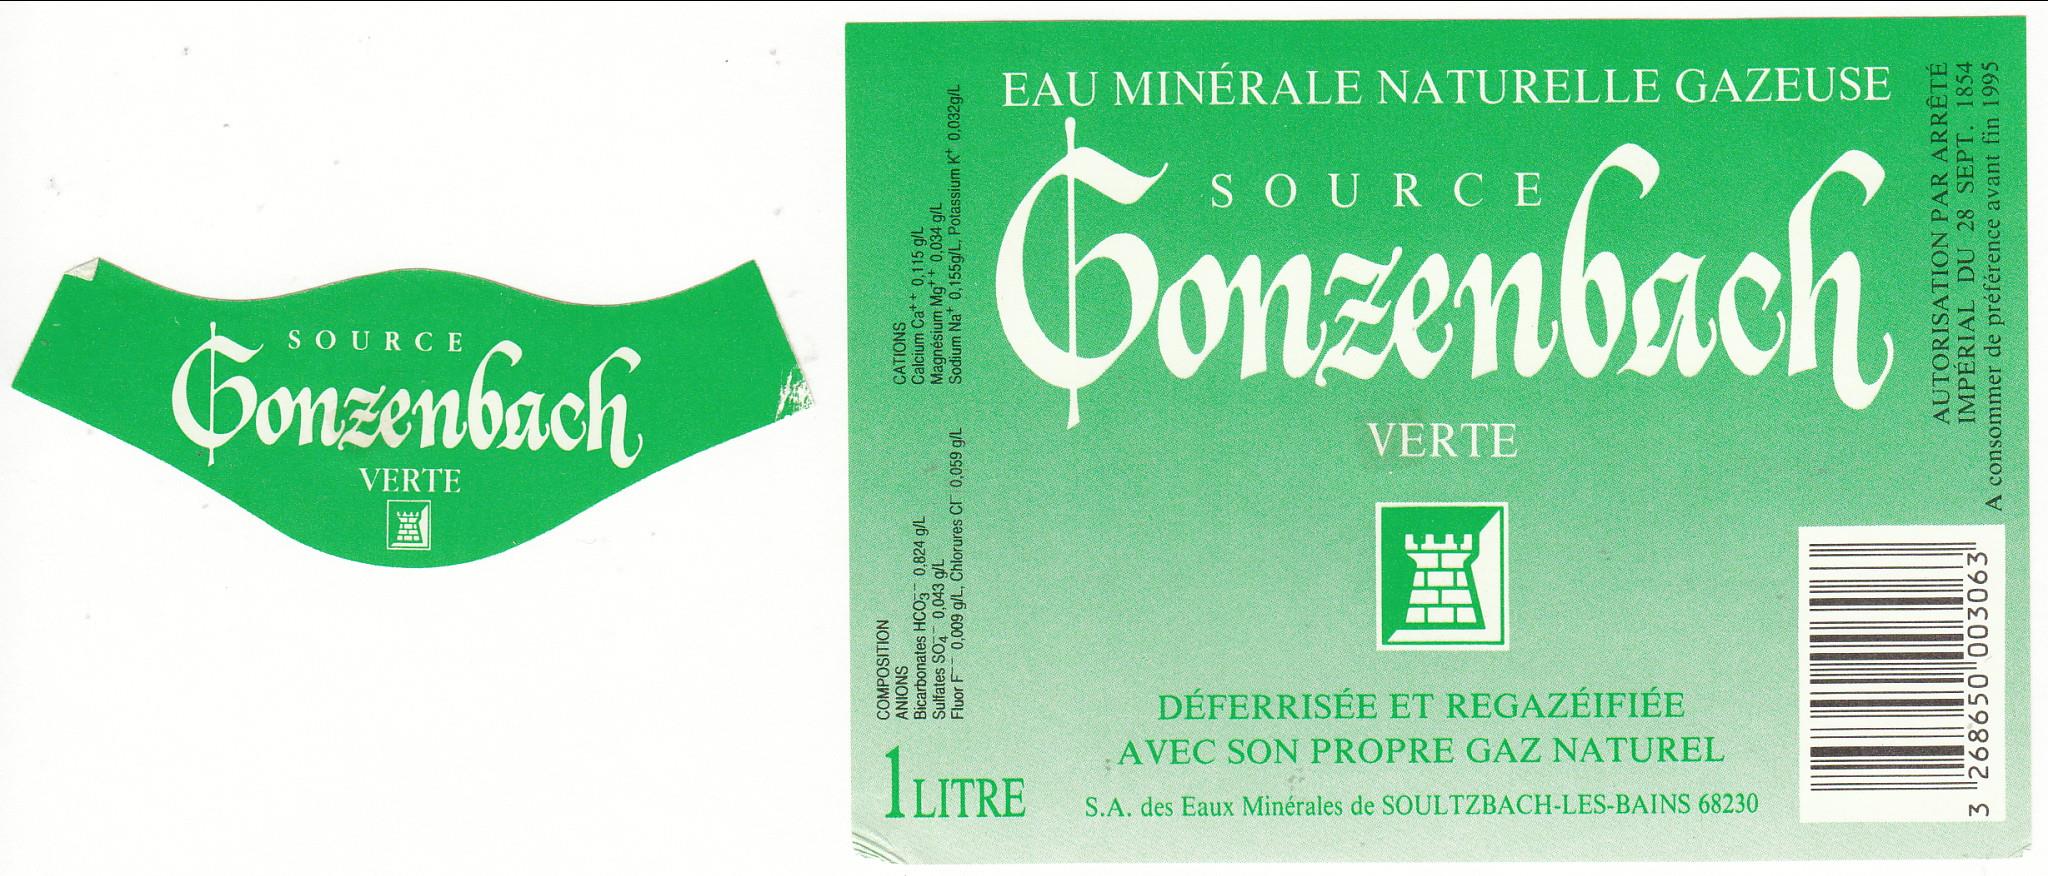 SOURCE
Gonzenbach
VERTE
EAU MINÉRALE NATURELLE GAZEUSE
SOURCE
Gonzenbach
VERTE
DÉFERRISÉE ET REGAZÉIFIÉE
AVEC SON PROPRE GAZ NATUREL
1 LITRE
S.A. des Eaux Minérales de SOULTZBACH-LES-BAINS 68230
COMPOSITION
ANIONS
Bicarbonates HCO3⁻⁻ 0,824 g/L
Sulfates SO4⁻⁻ 0,043 g/L
Fluor F⁻⁻ 0,009 g/L, Chlorures Cl⁻ 0,059 g/L
CATIONS
Calcium Ca⁺⁺ 0,115 g/L
Magnésium Mg⁺⁺ 0,034 g/L
Sodium Na⁺ 0,155g/L, Potassium K⁺ 0,032g/L
AUTORISATION PAR ARRÊTÉ
IMPÉRIAL DU 28 SEPT. 1854
A consommer de préférence avant fin 1995
3 268650 003063